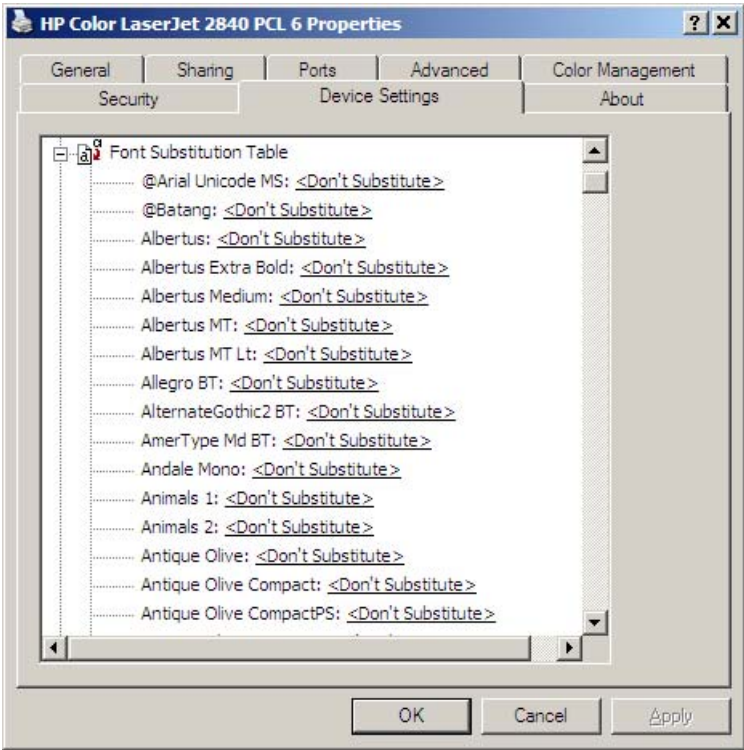 HP Color LaserJet 2840 PCL 6 Properties
General Sharing Ports Advanced Color Management
Security Device Settings About
Font Substitution Table
@Arial Unicode MS: <Don't Substitute>
@Batang: <Don't Substitute>
Albertus: <Don't Substitute>
Albertus Extra Bold: <Don't Substitute>
Albertus Medium: <Don't Substitute>
Albertus MT: <Don't Substitute>
Albertus MT Lt: <Don't Substitute>
Allegro BT: <Don't Substitute>
AlternateGothic2 BT: <Don't Substitute>
AmerType Md BT: <Don't Substitute>
Andale Mono: <Don't Substitute>
Animals 1: <Don't Substitute>
Animals 2: <Don't Substitute>
Antique Olive: <Don't Substitute>
Antique Olive Compact: <Don't Substitute>
Antique Olive CompactPS: <Don't Substitute>
OK Cancel Apply